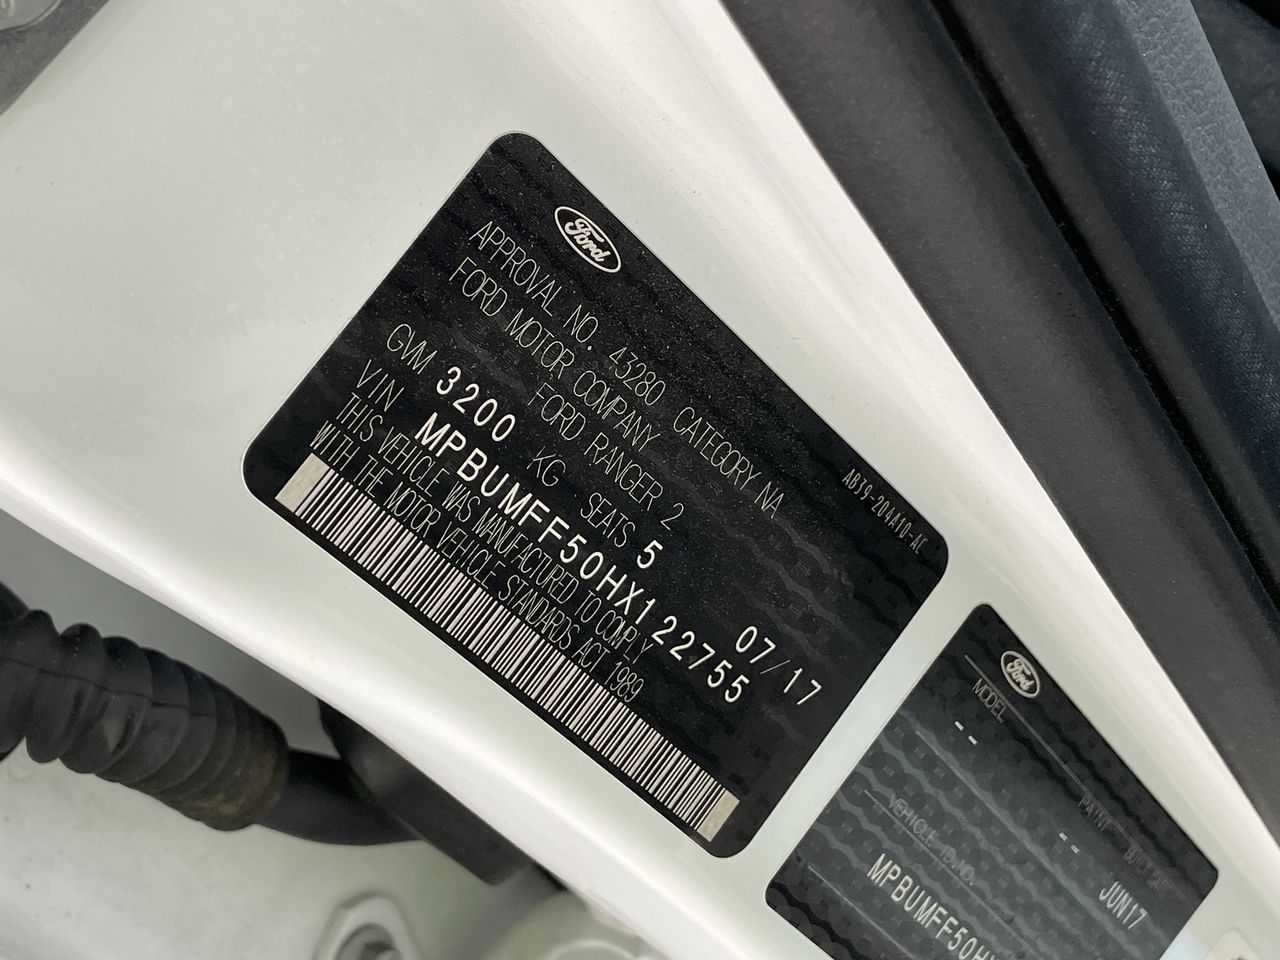 Ford
AB39-204A10-AE
APPROVAL NO. 43280 CATEGORY NA
FORD MOTOR COMPANY
FORD RANGER 2
07/17
GVM 3200 KG SEATS 5
VIN MPBUMFF50HX122755
THIS VEHICLE WAS MANUFACTURED TO COMPLY
WITH THE MOTOR VEHICLE STANDARDS ACT 1989
Ford
MODEL
--
PAINT
--
JUN17
VEHICLE ID.NO.
MPBUMFF50H